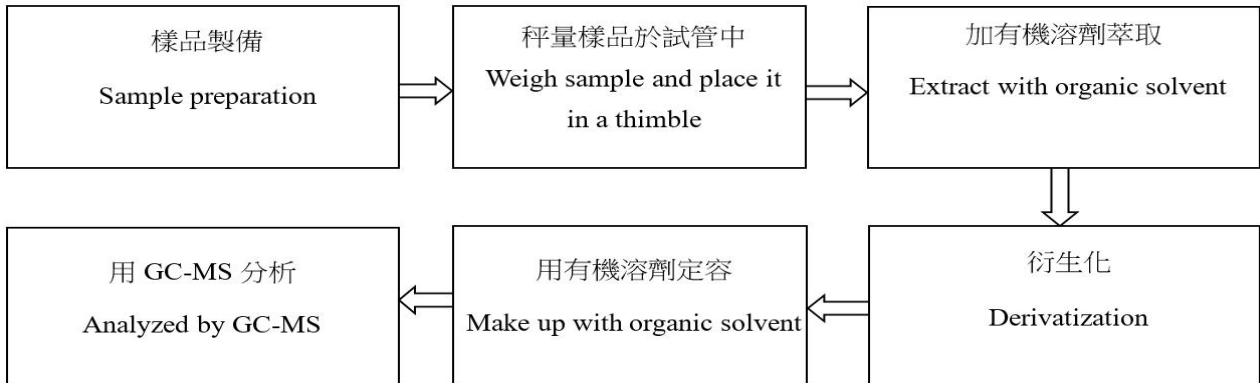 樣品製備
Sample preparation
秤量樣品於試管中
Weigh sample and place it
in a thimble
加有機溶劑萃取
Extract with organic solvent
衍生化
Derivatization
用有機溶劑定容
Make up with organic solvent
用 GC-MS 分析
Analyzed by GC-MS